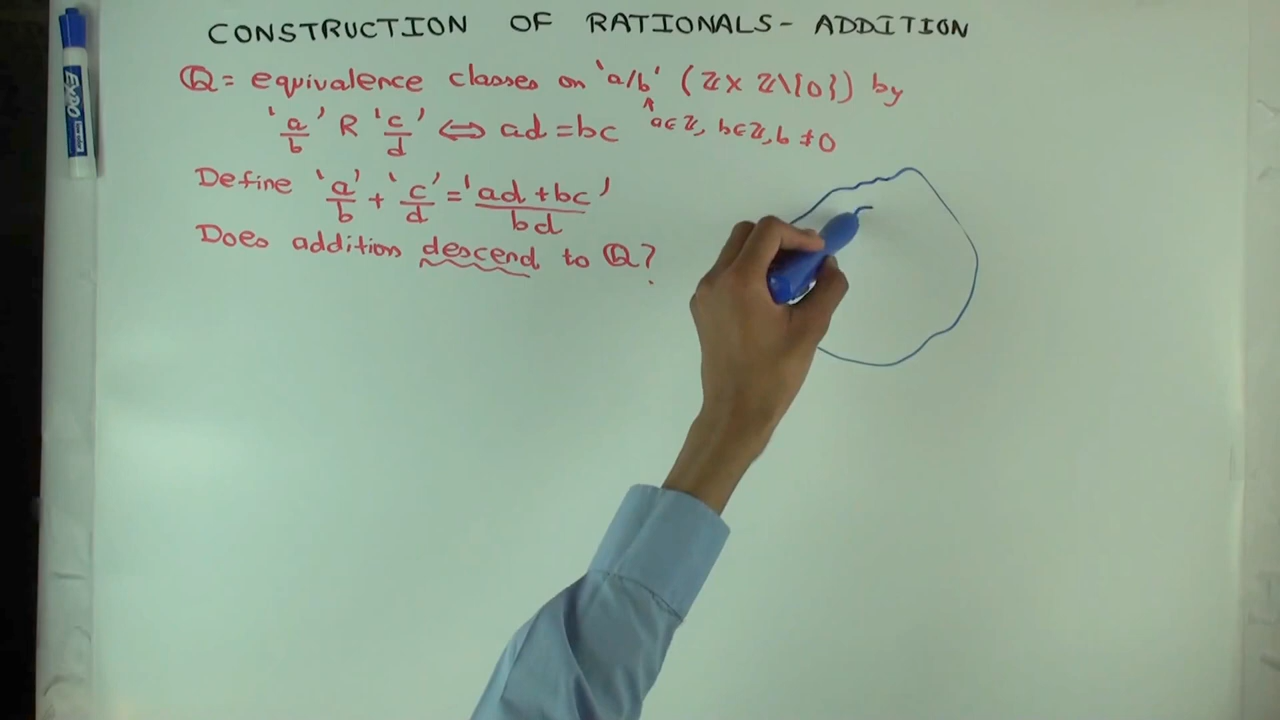 CONSTRUCTION OF RATIONALS - ADDITION
ℚ = equivalence classes on 'a/b' (ℤ × ℤ\{0}) by
'a/b' R 'c/d' ⟺ ad = bc a∈ℤ, b∈ℤ, b ≠ 0
Define 'a/b' + 'c/d' = '(ad + bc)/bd'
Does addition descend to ℚ?
EXPO